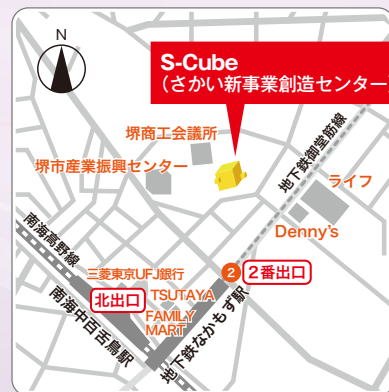 N
S-Cube
(さかい新事業創造センター
堺商工会議所
堺市産業振興センター
地下鉄御堂筋線
ライフ
Denny's
南海高野線
三菱東京UFJ銀行
2
2番出口
北出口
TSUTAYA
FAMILY
MART
南海中百舌鳥駅
地下鉄なかもず駅